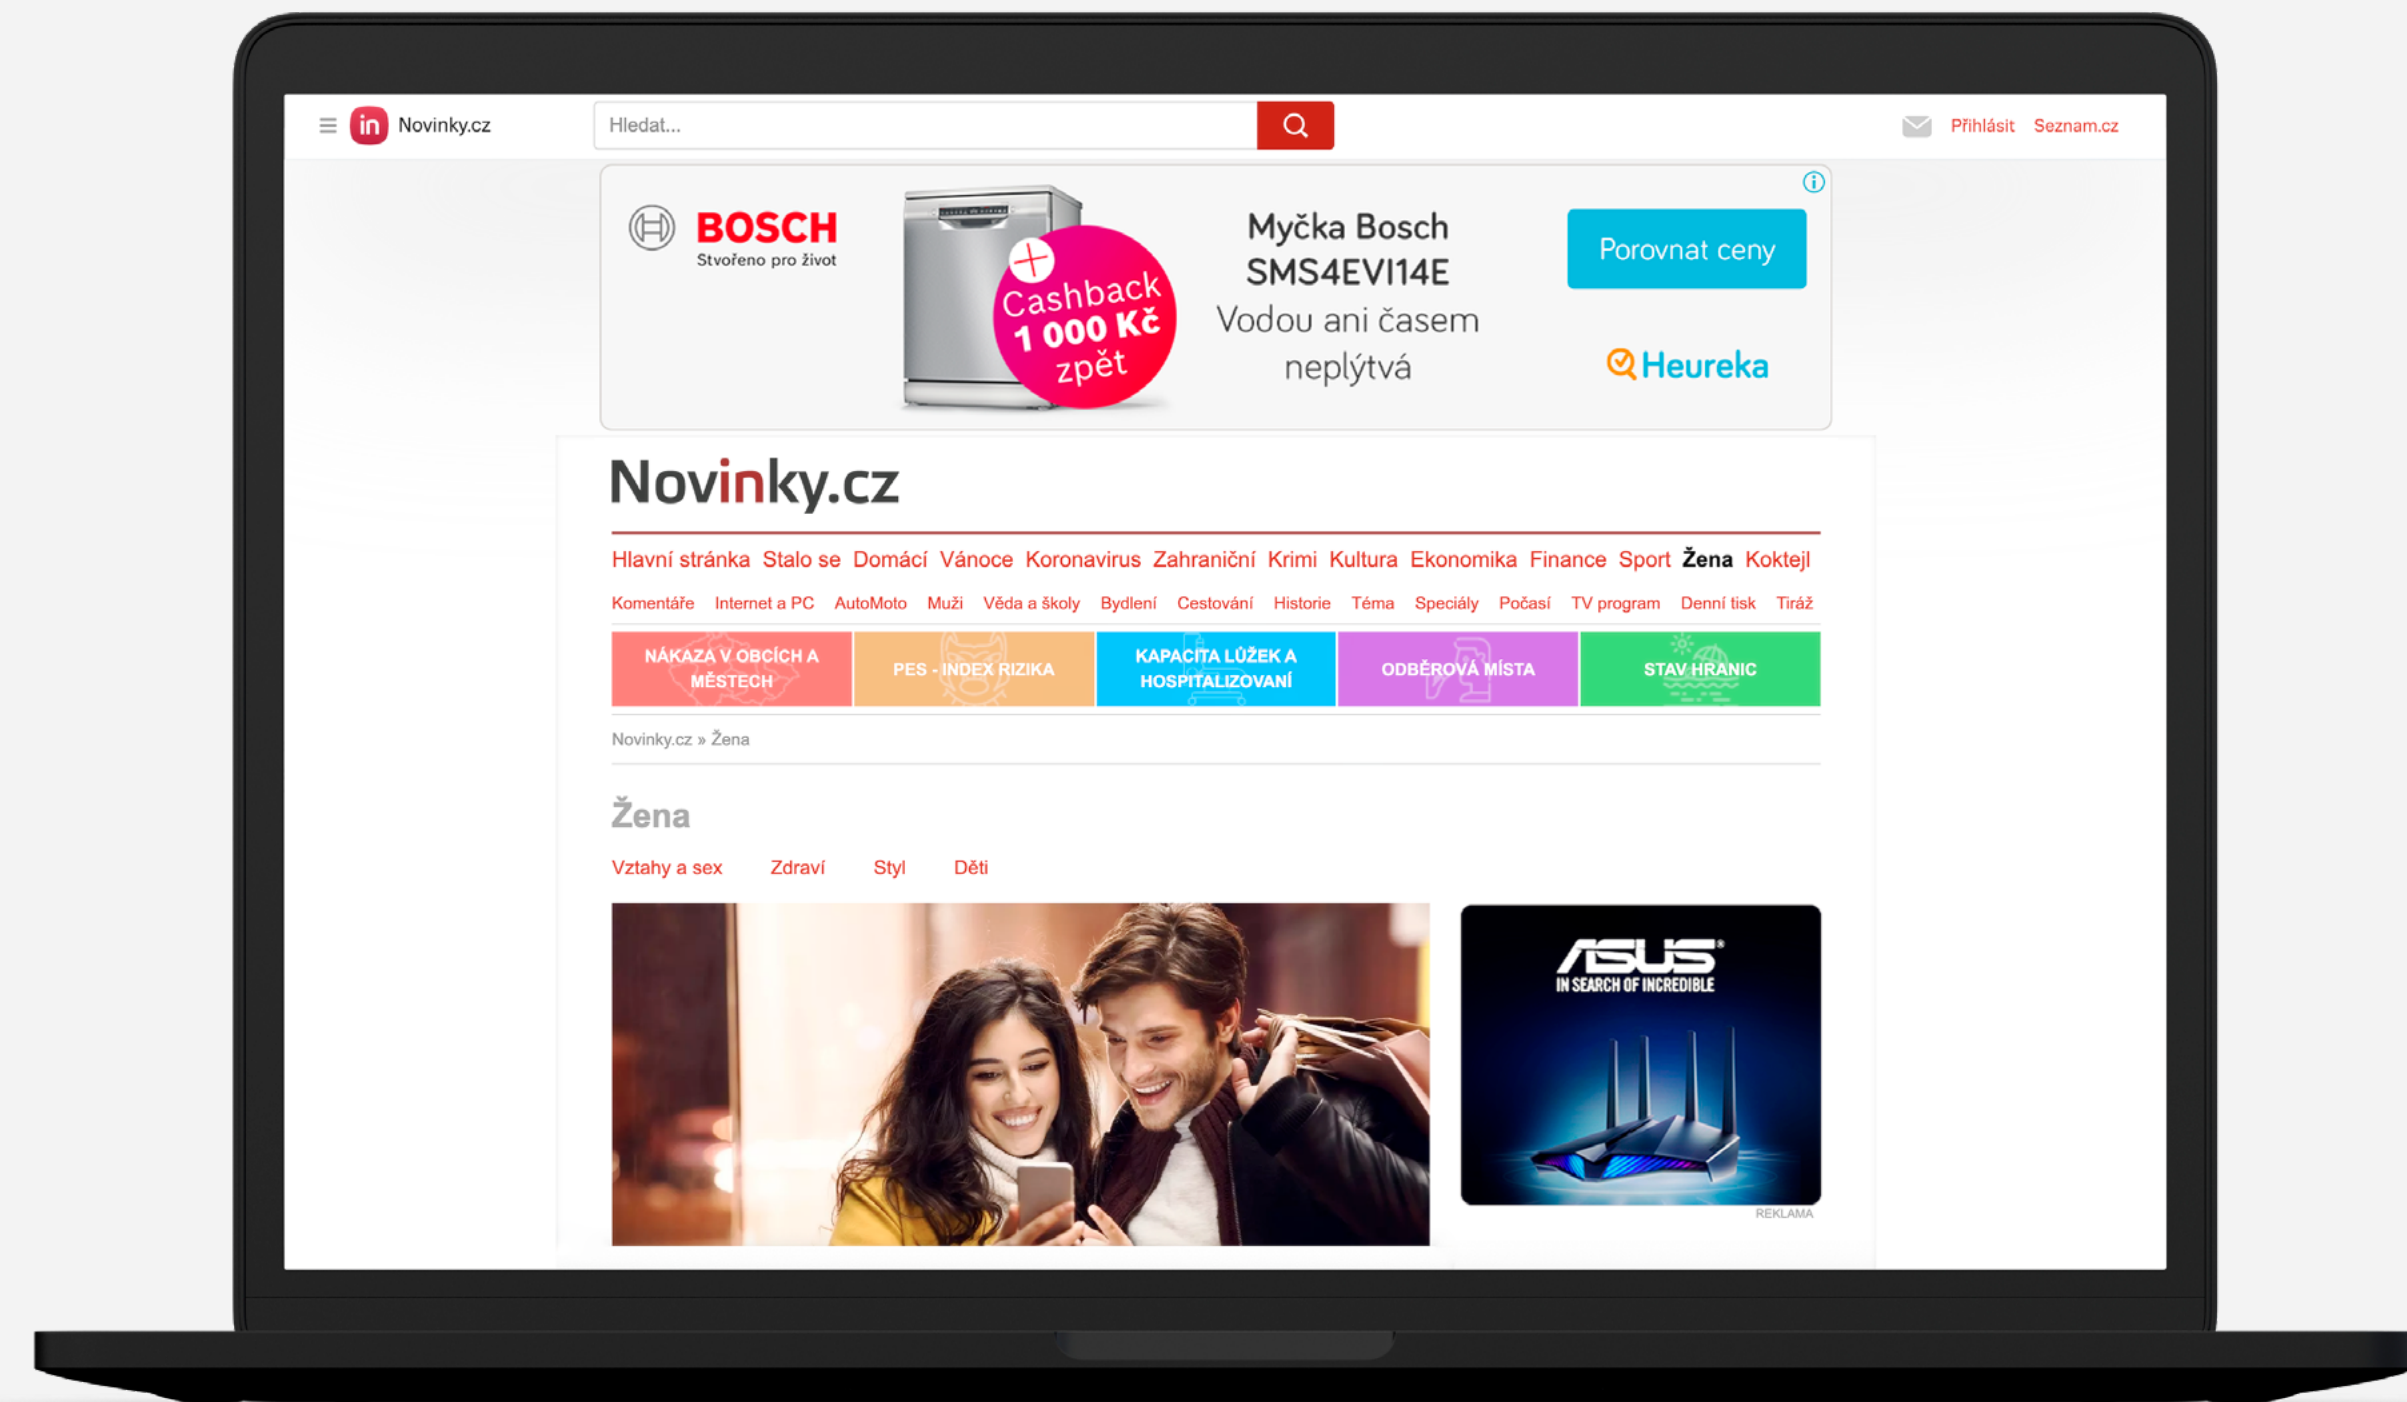 in Novinky.cz
Hledat...
Přihlásit Seznam.cz
BOSCH
Stvořeno pro život
Cashback
1 000 Kč
zpět
Myčka Bosch
SMS4EVI14E
Vodou ani časem
neplýtvá
Porovnat ceny
Heureka
Novinky.cz
Hlavní stránka Stalo se Domácí Vánoce Koronavirus Zahraniční Krimi Kultura Ekonomika Finance Sport Žena Koktejl
Komentáře Internet a PC AutoMoto Muži Věda a školy Bydlení Cestování Historie Téma Speciály Počasí TV program Denní tisk Tiráž
NÁKAZA V OBCÍCH A
MĚSTECH
PES - INDEX RIZIKA
KAPACITA LŮŽEK A
HOSPITALIZOVANÍ
ODBĚROVÁ MÍSTA
STAV HRANIC
Novinky.cz » Žena
Žena
Vztahy a sex Zdraví Styl Děti
ASUS
IN SEARCH OF INCREDIBLE
REKLAMA